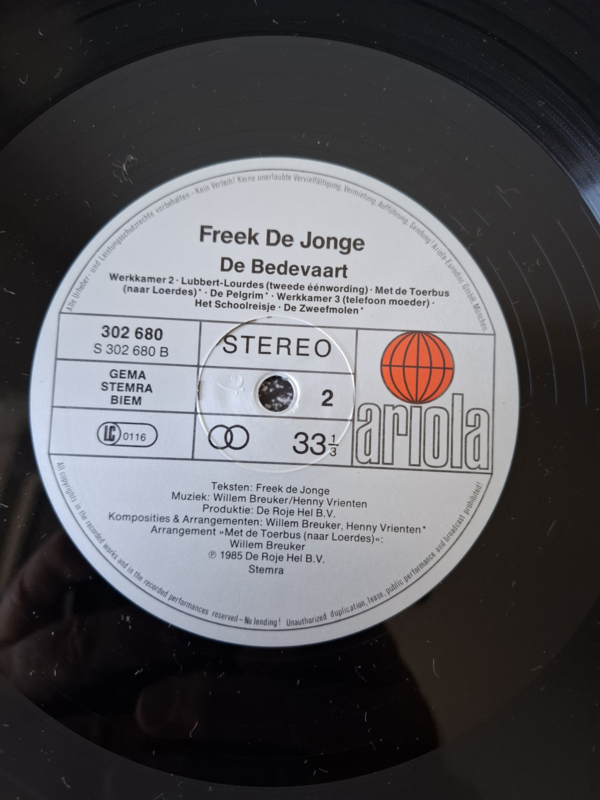 Alle Urheber- und Leistungsschutzrechte vorbehalten - Kein Verleih! Keine unerlaubte Vervielfältigung, Vermietung, Aufführung, Sendung! Ariola Eurodisc GmbH, München
Freek De Jonge
De Bedevaart
Werkkamer 2 · Lubbert-Lourdes (tweede éénwording) · Met de Toerbus
(naar Loerdes)* · De Pelgrim* · Werkkamer 3 (telefoon moeder) ·
Het Schoolreisje · De Zweefmolen*
302 680
S 302 680 B
STEREO
GEMA
STEMRA
BIEM
2
LC 0116
33 1/3
ariola
Teksten: Freek de Jonge
Muziek: Willem Breuker/Henny Vrienten
Produktie: De Roje Hel B.V.
Komposities & Arrangementen: Willem Breuker, Henny Vrienten*
Arrangement »Met de Toerbus (naar Loerdes)«:
Willem Breuker
℗ 1985 De Roje Hel B.V.
Stemra
All copyrights in the recorded works and in the recorded performances reserved – No lending! Unauthorized duplication, lease, public performance and broadcast prohibited!